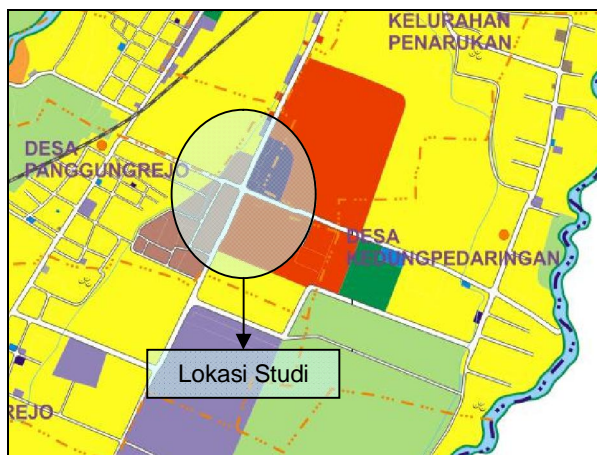 KELURAHAN
PENARUKAN
DESA
PANGGUNGREJO
DESA
KEDUNGPEDARINGAN
Lokasi Studi
REJO